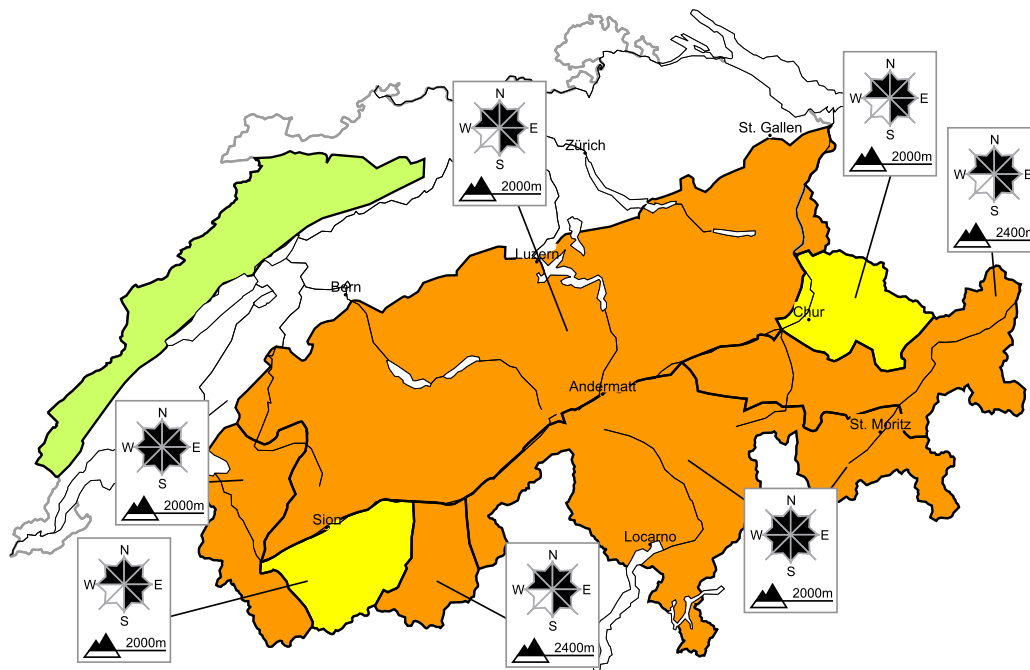 N
W E
S
2000m
N
W E
S
2000m
N
W E
S
2400m
St. Gallen
Zürich
Luzern
Bern
Chur
Andermatt
St. Moritz
N
W E
S
2000m
Sion
Locarno
N
W E
S
2000m
N
W E
S
2000m
N
W E
S
2400m